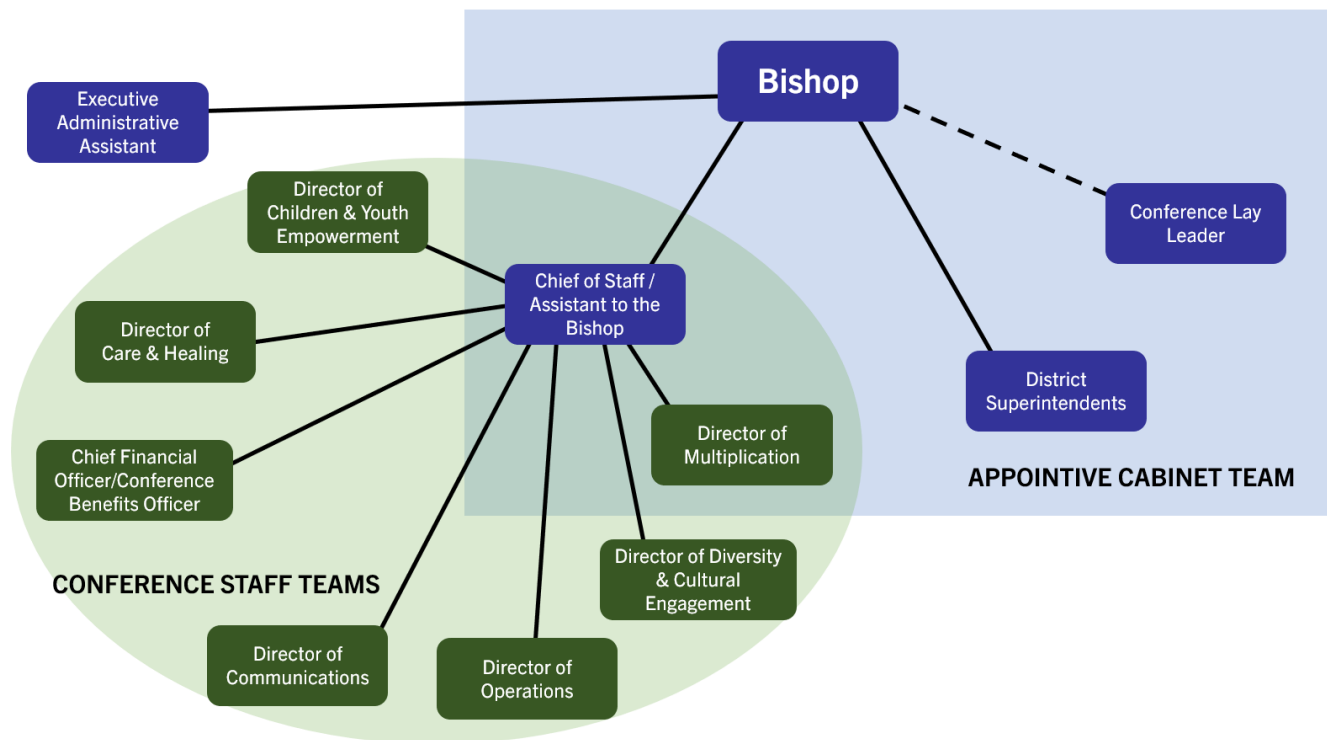 Bishop
Executive
Administrative
Assistant
Director of
Children & Youth
Empowerment
Conference Lay
Leader
Chief of Staff /
Assistant to the
Bishop
Director of
Care & Healing
District
Superintendents
Director of
Multiplication
Chief Financial
Officer/Conference
Benefits Officer
APPOINTIVE CABINET TEAM
Director of Diversity
& Cultural
Engagement
CONFERENCE STAFF TEAMS
Director of
Communications
Director of
Operations